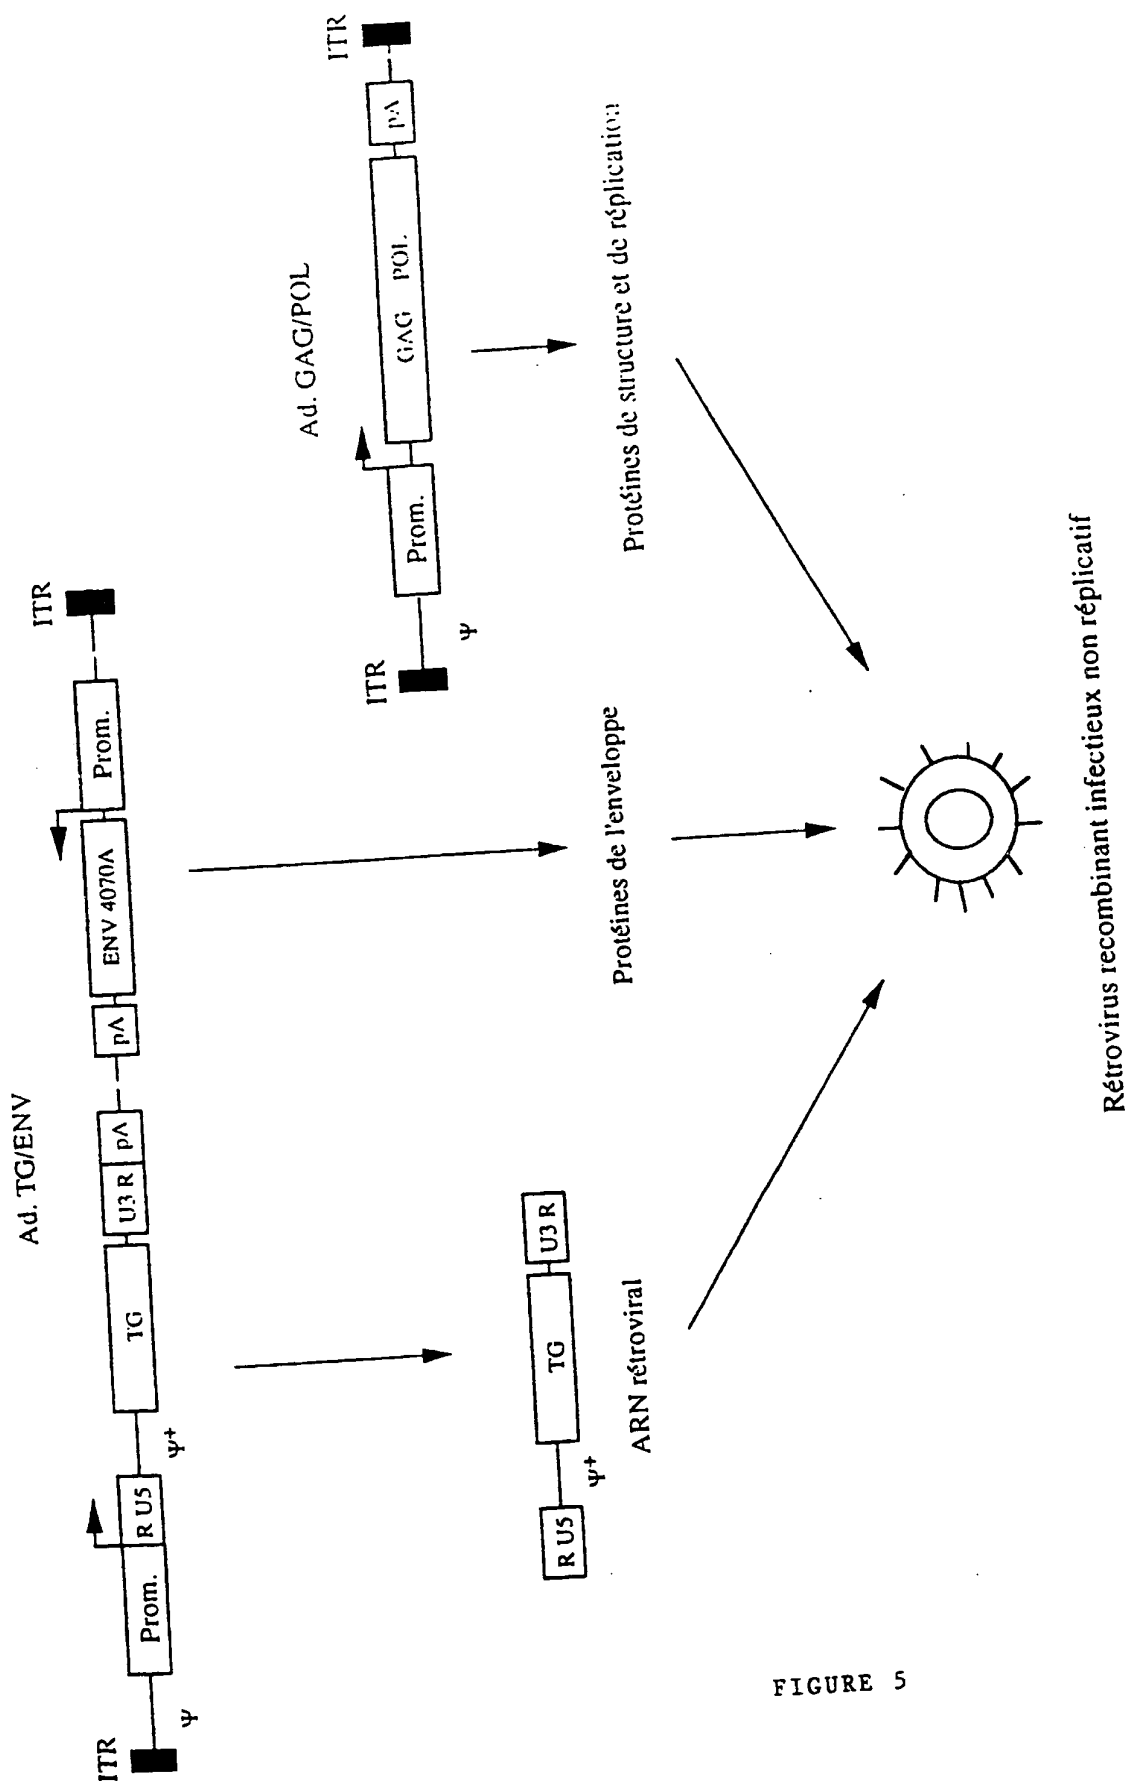 Ad. TG/ENV
ITR
Ψ
Prom.
R U5
Ψ+
TG
U3 R
pA
pA
ENV 4070A
Prom.
ITR
Ad. GAG/POL
ITR
Ψ
Prom.
GAG POL
pA
ITR
R U5
Ψ+
TG
U3 R
ARN rétroviral
Protéines de l'enveloppe
Protéines de structure et de réplication
Rétrovirus recombinant infectieux non réplicatif
FIGURE 5